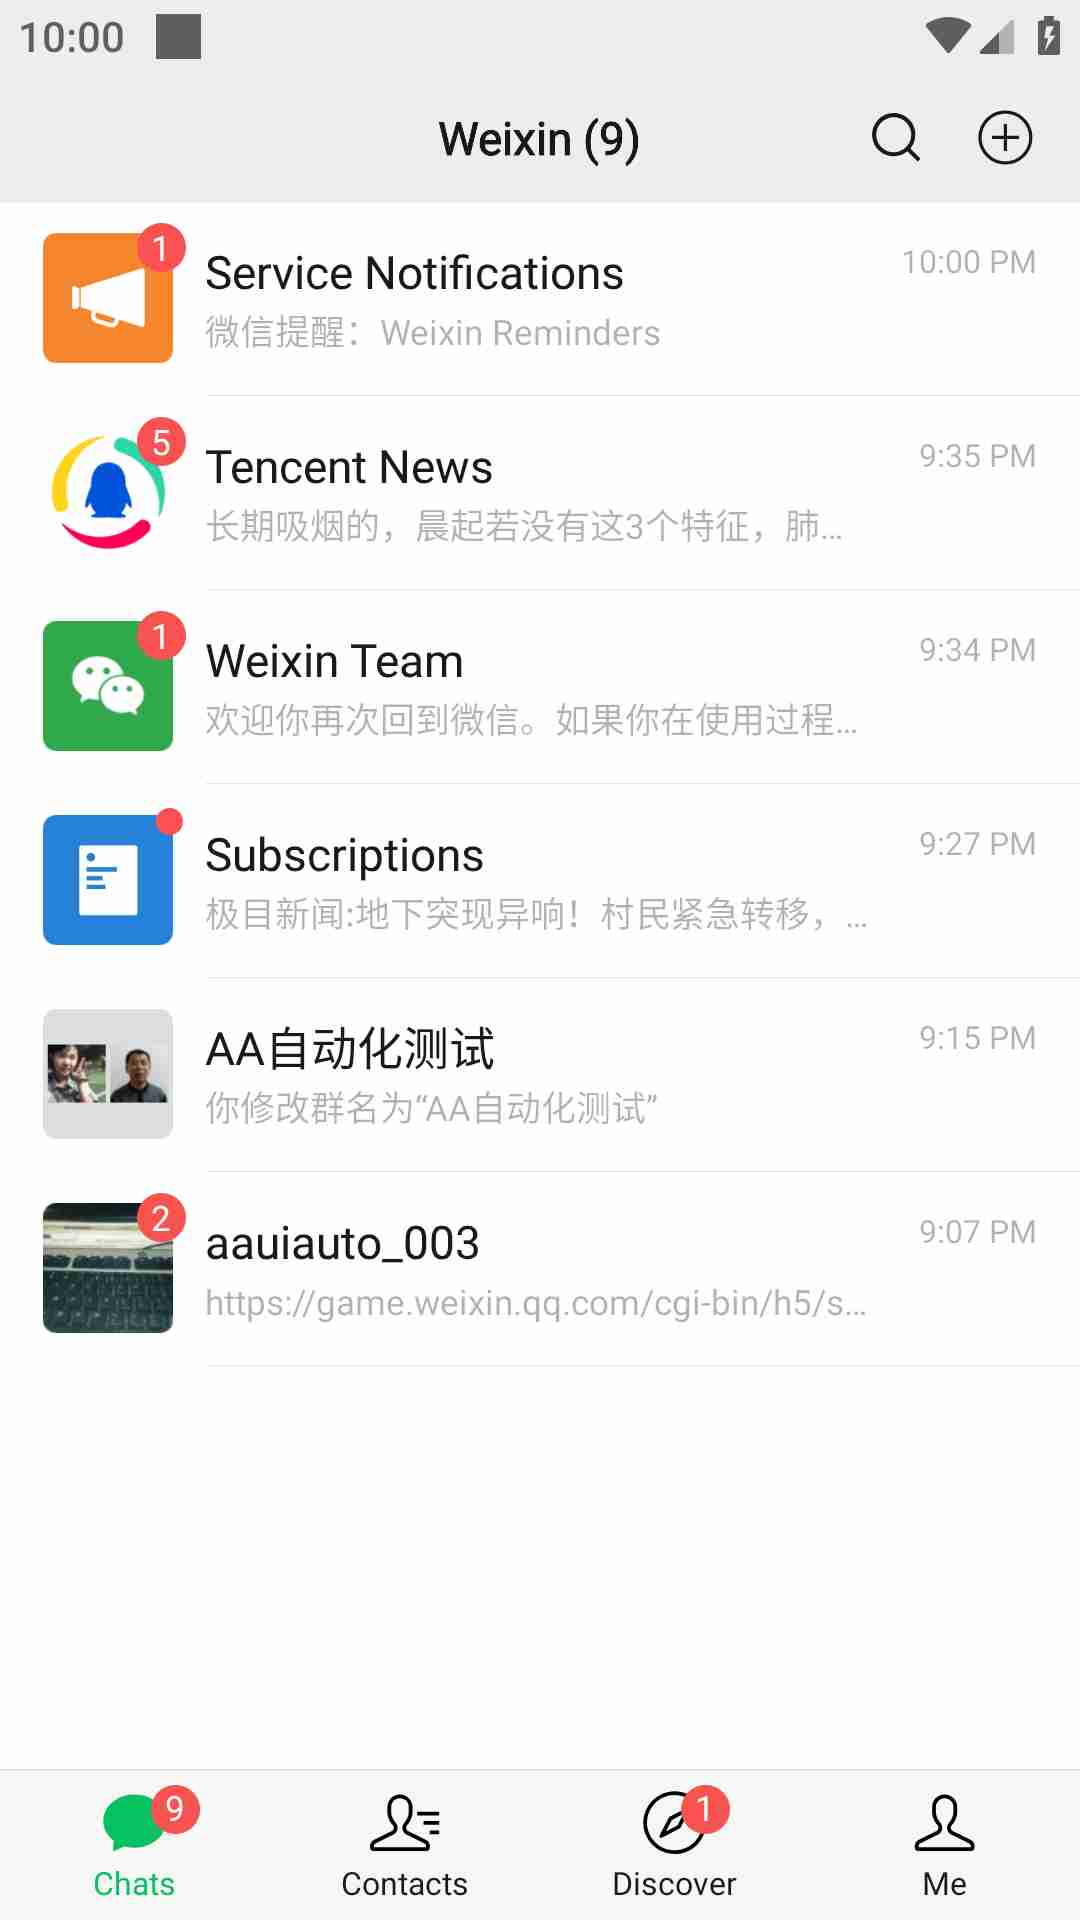 10:00
Weixin (9)
1
Service Notifications
10:00 PM
微信提醒：Weixin Reminders
5
Tencent News
9:35 PM
长期吸烟的，晨起若没有这3个特征，肺...
1
Weixin Team
9:34 PM
欢迎你再次回到微信。如果你在使用过程...
Subscriptions
9:27 PM
极目新闻:地下突现异响！村民紧急转移，...
AA自动化测试
9:15 PM
你修改群名为“AA自动化测试”
2
aauiauto_003
9:07 PM
https://game.weixin.qq.com/cgi-bin/h5/s...
9
1
Chats
Contacts
Discover
Me